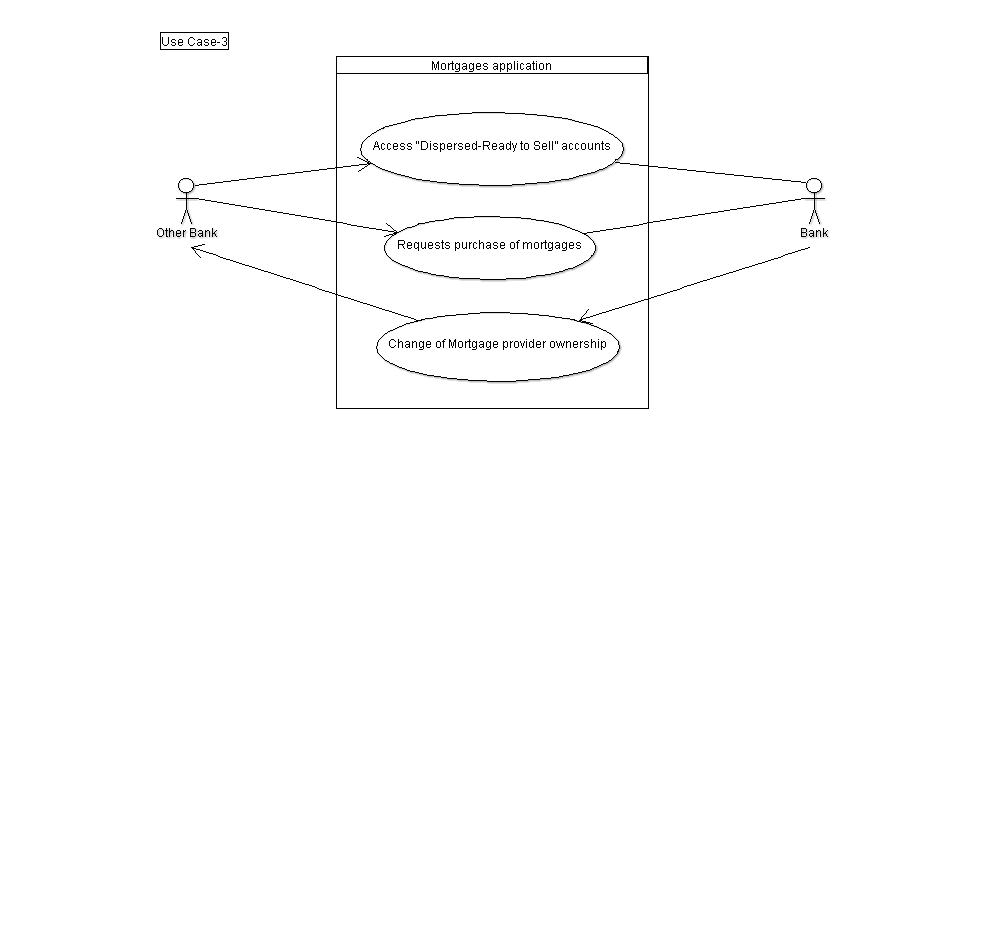 Use Case-3
Mortgages application
Access "Dispersed-Ready to Sell" accounts
Other Bank
Bank
Requests purchase of mortgages
Change of Mortgage provider ownership